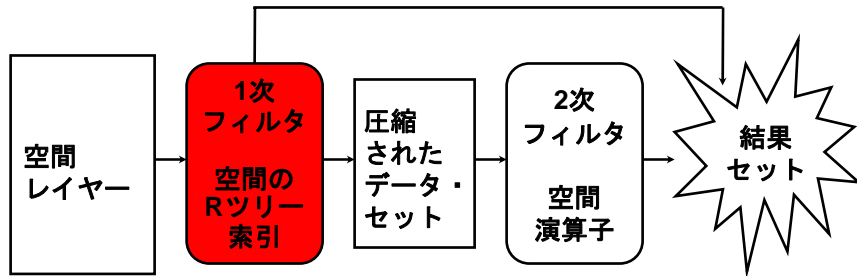 空間
レイヤー
1次
フィルタ
空間の
Rツリー
索引
圧縮
された
データ・
セット
2次
フィルタ
空間
演算子
結果
セット